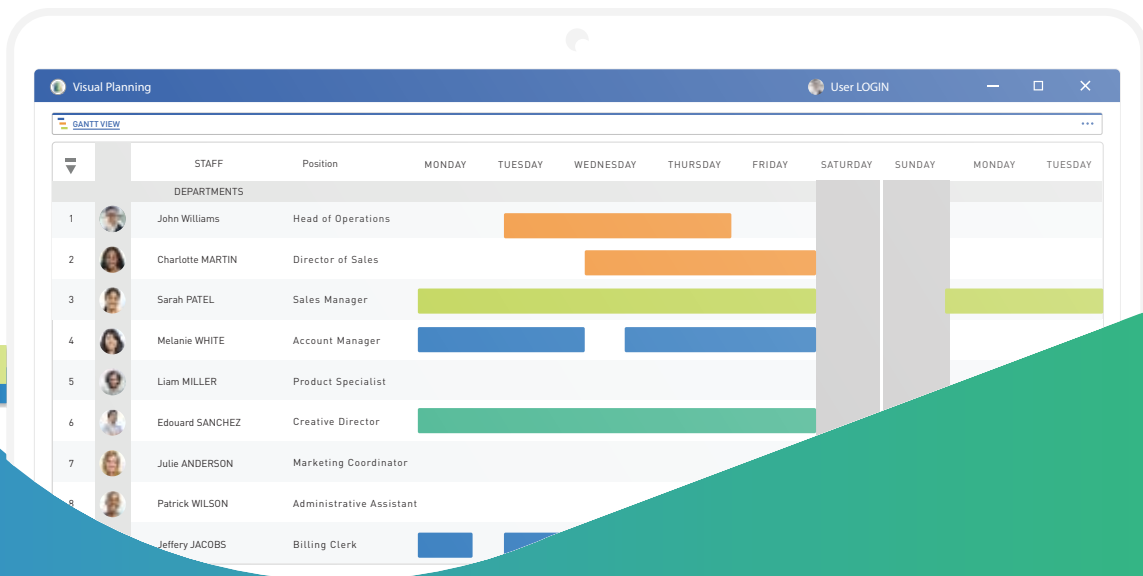 Visual Planning User LOGIN
GANTT VIEW
STAFF Position MONDAY TUESDAY WEDNESDAY THURSDAY FRIDAY SATURDAY SUNDAY MONDAY TUESDAY
DEPARTMENTS
1 John Williams Head of Operations
2 Charlotte MARTIN Director of Sales
3 Sarah PATEL Sales Manager
4 Melanie WHITE Account Manager
5 Liam MILLER Product Specialist
6 Edouard SANCHEZ Creative Director
7 Julie ANDERSON Marketing Coordinator
8 Patrick WILSON Administrative Assistant
Jeffery JACOBS Billing Clerk